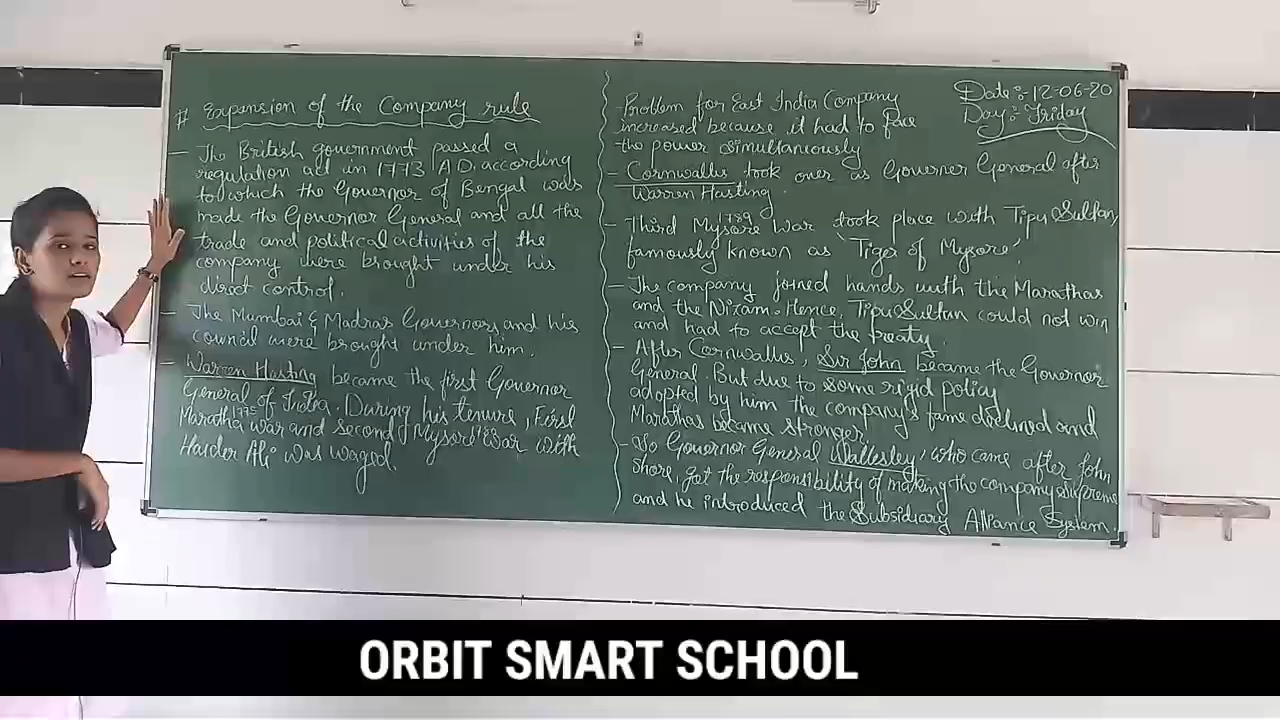 # Expansion of the Company rule
- The British government passed a
regulation act in 1773 A.D. according
to which the Governor of Bengal was
made the Governor General and all the
trade and political activities of the
company were brought under his
direct control.
- The Mumbai & Madras Governors and his
council were brought under him.
- Warren Hasting became the first Governor
General of India. During his tenure, First
Maratha 1775 war and second Mysore war with
Haider Ali was waged.
Date:-12-06-20
Day:- Friday
- Problem for East India Company
increased because it had to face
the power simultaneously
- Cornwallis took over as Governer General after
Warren Hasting.
- Third Mysore 1789 War took place with Tipu Sultan,
famously known as 'Tiger of Mysore'.
- The company joined hands with the Marathas
and the Nizam. Hence, Tipu Sultan could not win
and had to accept the treaty.
- After Cornwallis, Sir John became the Governor
General. But due to some rigid policy
adopted by him the company's fame declined and
Marathas became stronger.
- So Governor General Wallesley, who came after John
Shore, got the responsibility of making the company supreme
and he introduced the Subsidiary Alliance System.
ORBIT SMART SCHOOL